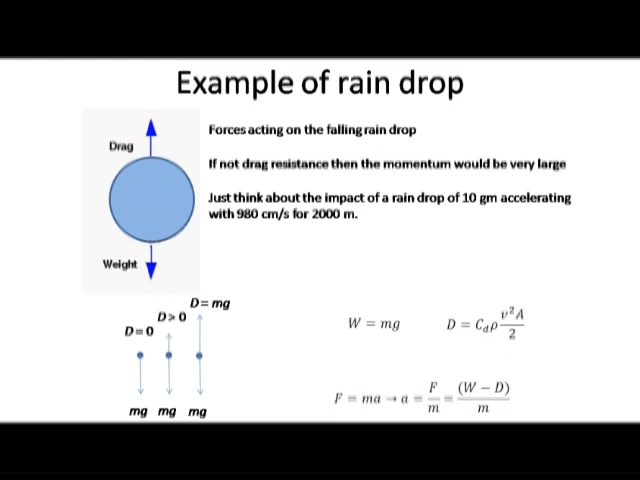 Example of rain drop
Drag
Weight
Forces acting on the falling rain drop
If not drag resistance then the momentum would be very large
Just think about the impact of a rain drop of 10 gm accelerating
with 980 cm/s for 2000 m.
D=0
D>0
D=mg
mg mg mg
W = mg
D = C_d ρ v²A/2
F = ma → a = F/m = (W − D)/m